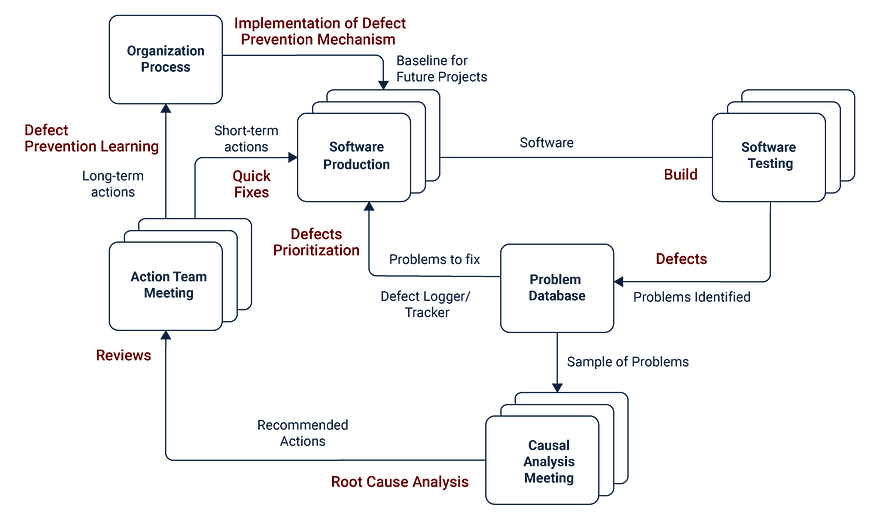 Implementation of Defect
Prevention Mechanism
Organization
Process
Baseline for
Future Projects
Defect
Prevention Learning
Short-term
actions
Software
Production
Software
Software
Testing
Long-term
actions
Quick
Fixes
Build
Defects
Prioritization
Action Team
Meeting
Problems to fix
Defect Logger/
Tracker
Problem
Database
Defects
Problems Identified
Reviews
Sample of Problems
Recommended
Actions
Causal
Analysis
Meeting
Root Cause Analysis